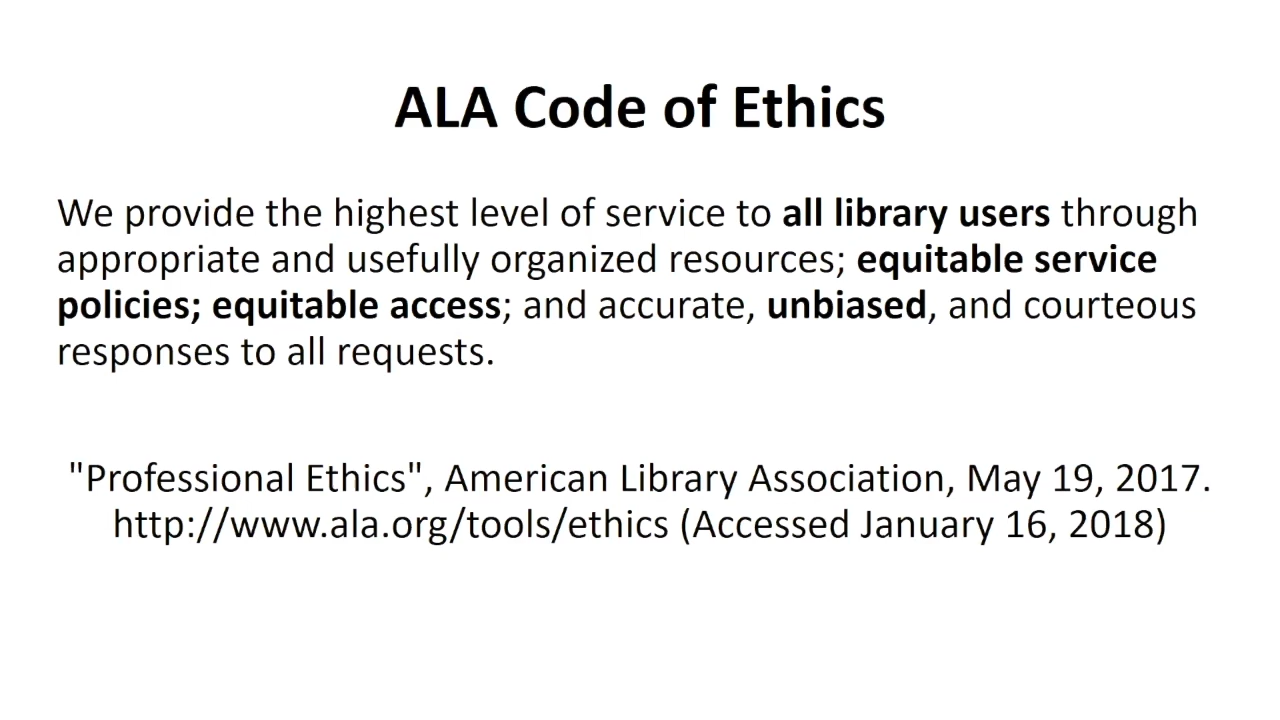 ALA Code of Ethics
We provide the highest level of service to all library users through
appropriate and usefully organized resources; equitable service
policies; equitable access; and accurate, unbiased, and courteous
responses to all requests.
"Professional Ethics", American Library Association, May 19, 2017.
http://www.ala.org/tools/ethics (Accessed January 16, 2018)